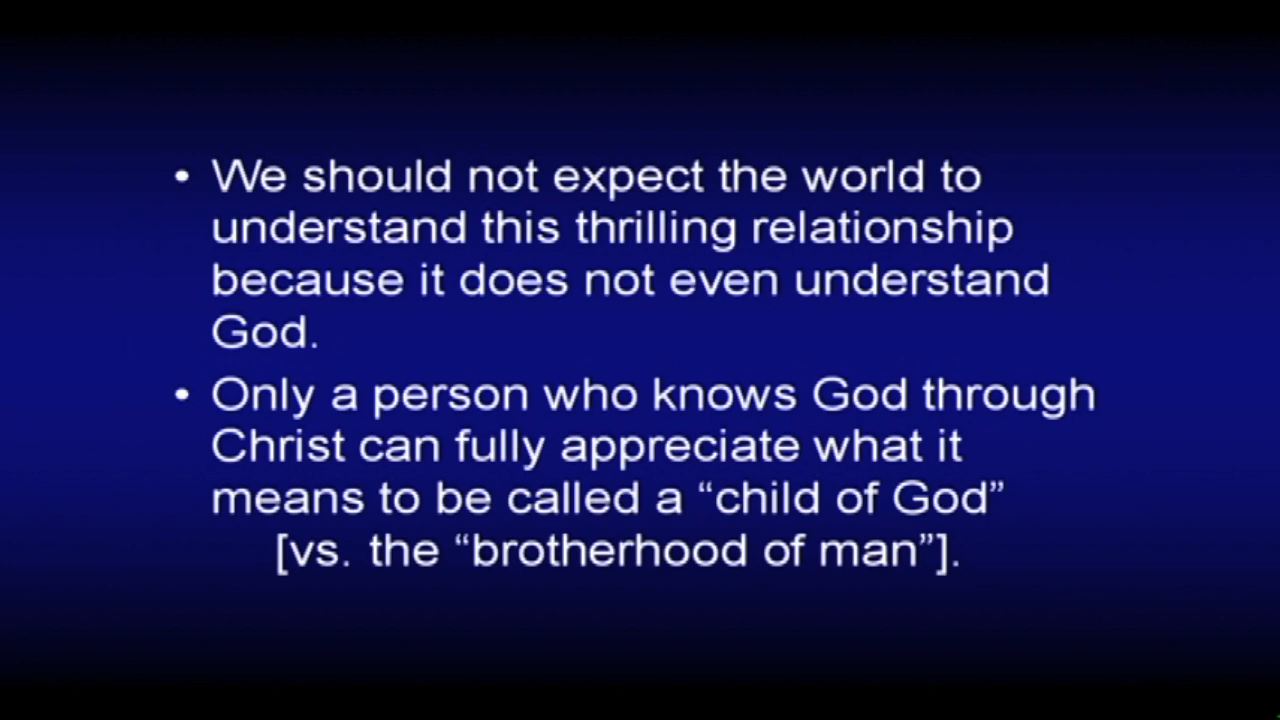 • We should not expect the world to
understand this thrilling relationship
because it does not even understand
God.
• Only a person who knows God through
Christ can fully appreciate what it
means to be called a “child of God”
[vs. the “brotherhood of man”].